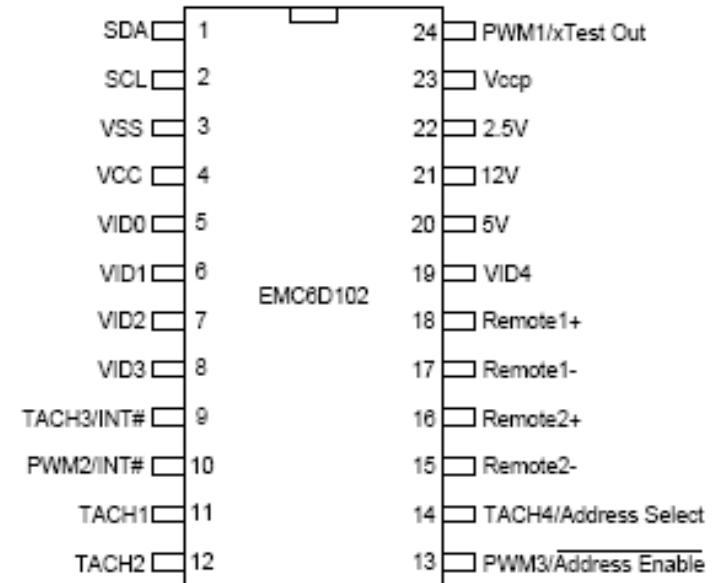 SDA 1 24 PWM1/xTest Out
SCL 2 23 Vccp
VSS 3 22 2.5V
VCC 4 21 12V
VID0 5 20 5V
VID1 6 19 VID4
EMC6D102
VID2 7 18 Remote1+
VID3 8 17 Remote1-
TACH3/INT# 9 16 Remote2+
PWM2/INT# 10 15 Remote2-
TACH1 11 14 TACH4/Address Select
TACH2 12 13 PWM3/Address Enable